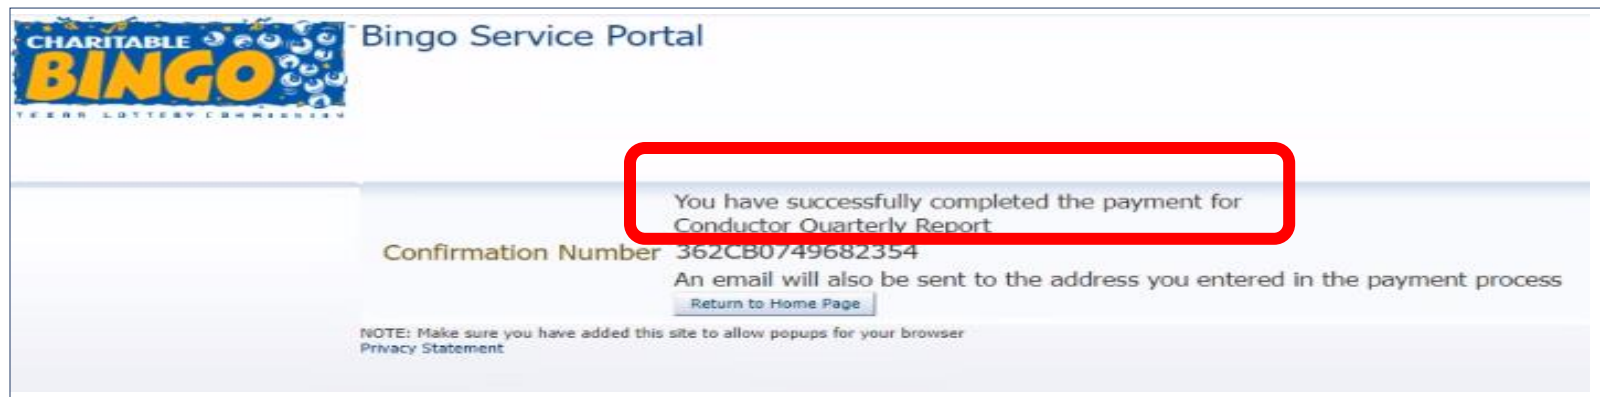 CHARITABLE
BINGO
TEXAS LOTTERY COMMISSION
Bingo Service Portal
You have successfully completed the payment for
Conductor Quarterly Report
Confirmation Number 362CB0749682354
An email will also be sent to the address you entered in the payment process
Return to Home Page
NOTE: Make sure you have added this site to allow popups for your browser
Privacy Statement